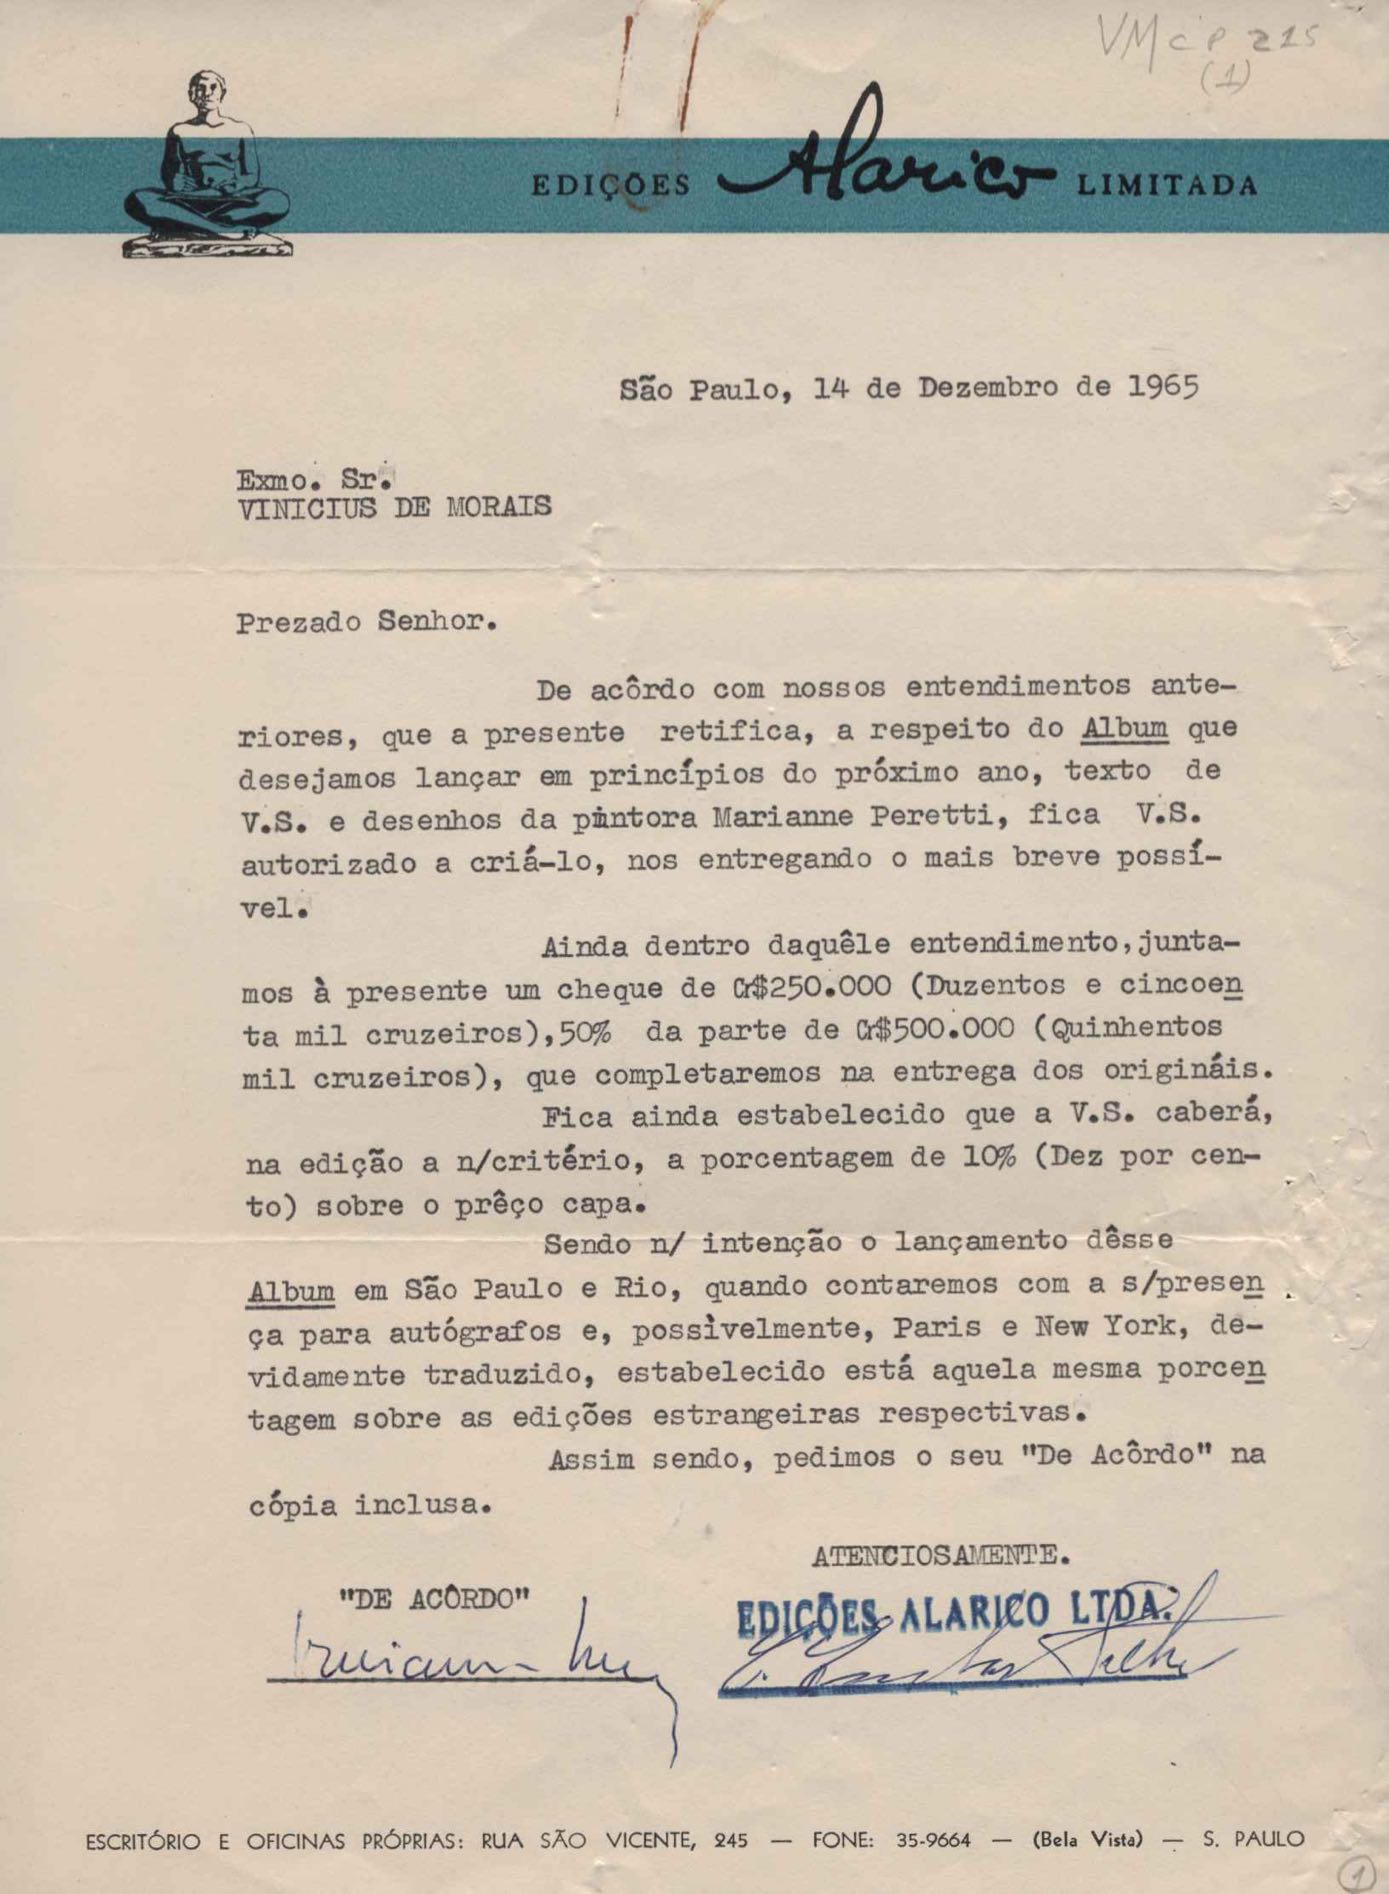 VMcp 215
(1)
EDIÇÕES Alarico LIMITADA
São Paulo, 14 de Dezembro de 1965
Exmo. Sr.
VINICIUS DE MORAIS
Prezado Senhor.
De acôrdo com nossos entendimentos ante-
riores, que a presente retifica, a respeito do Album que
desejamos lançar em princípios do próximo ano, texto de
V.S. e desenhos da pintora Marianne Peretti, fica V.S.
autorizado a criá-lo, nos entregando o mais breve possí-
vel.
Ainda dentro daquêle entendimento, junta-
mos à presente um cheque de Cr$250.000 (Duzentos e cincoen
ta mil cruzeiros),50% da parte de Cr$500.000 (Quinhentos
mil cruzeiros), que completaremos na entrega dos origináis.
Fica ainda estabelecido que a V.S. caberá,
na edição a n/critério, a porcentagem de 10% (Dez por cen-
to) sobre o prêço capa.
Sendo n/ intenção o lançamento dêsse
Album em São Paulo e Rio, quando contaremos com a s/presen
ça para autógrafos e, possìvelmente, Paris e New York, de-
vidamente traduzido, estabelecido está aquela mesma porcen
tagem sobre as edições estrangeiras respectivas.
Assim sendo, pedimos o seu "De Acôrdo" na
cópia inclusa.
ATENCIOSAMENTE.
"DE ACÔRDO"
EDIÇÕES ALARICO LTDA.
ESCRITÓRIO E OFICINAS PRÓPRIAS: RUA SÃO VICENTE, 245 — FONE: 35-9664 — (Bela Vista) — S. PAULO
1